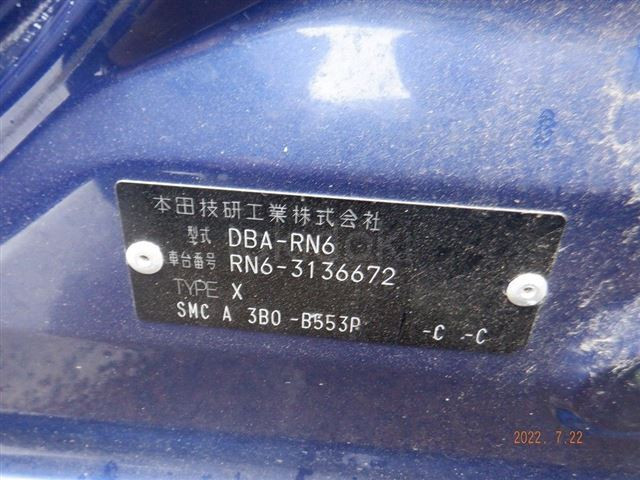 本田技研工業株式会社
型式 DBA-RN6
車台番号 RN6-3136672
TYPE X
SMC A 3B0 -B553P -C -C
2022. 7.22